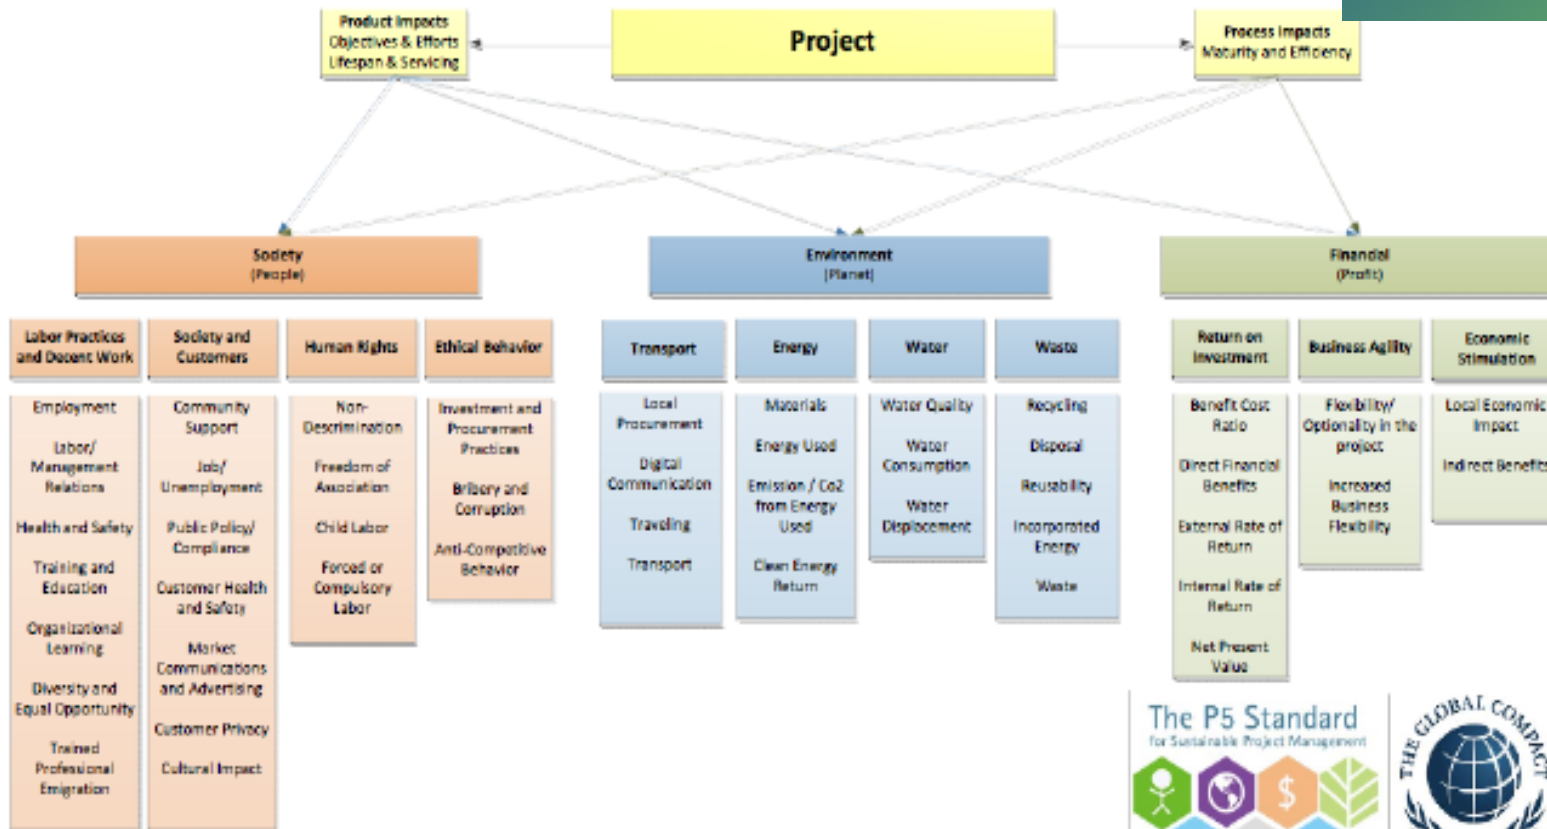 Product Impacts
Objectives & Efforts
Lifespan & Servicing
Project
Process Impacts
Maturity and Efficiency
Society
(People)
Environment
(Planet)
Financial
(Profit)
Labor Practices
and Decent Work
Society and
Customers
Human Rights
Ethical Behavior
Transport
Energy
Water
Waste
Return on
Investment
Business Agility
Economic
Stimulation
Employment
Labor/
Management
Relations
Health and Safety
Training and
Education
Organizational
Learning
Diversity and
Equal Opportunity
Trained
Professional
Emigration
Community
Support
Job/
Unemployment
Public Policy/
Compliance
Customer Health
and Safety
Market
Communications
and Advertising
Customer Privacy
Cultural Impact
Non-
Descrimination
Freedom of
Association
Child Labor
Forced or
Compulsory
Labor
Investment and
Procurement
Practices
Bribery and
Corruption
Anti-Competitive
Behavior
Local
Procurement
Digital
Communication
Traveling
Transport
Materials
Energy Used
Emission / Co2
from Energy
Used
Clean Energy
Return
Water Quality
Water
Consumption
Water
Displacement
Recycling
Disposal
Reusability
Incorporated
Energy
Waste
Benefit Cost
Ratio
Direct Financial
Benefits
External Rate of
Return
Internal Rate of
Return
Net Present
Value
Flexibility/
Optionality in the
project
Increased
Business
Flexibility
Local Economic
Impact
Indirect Benefits
The P5 Standard
for Sustainable Project Management
$
THE GLOBAL COMPACT